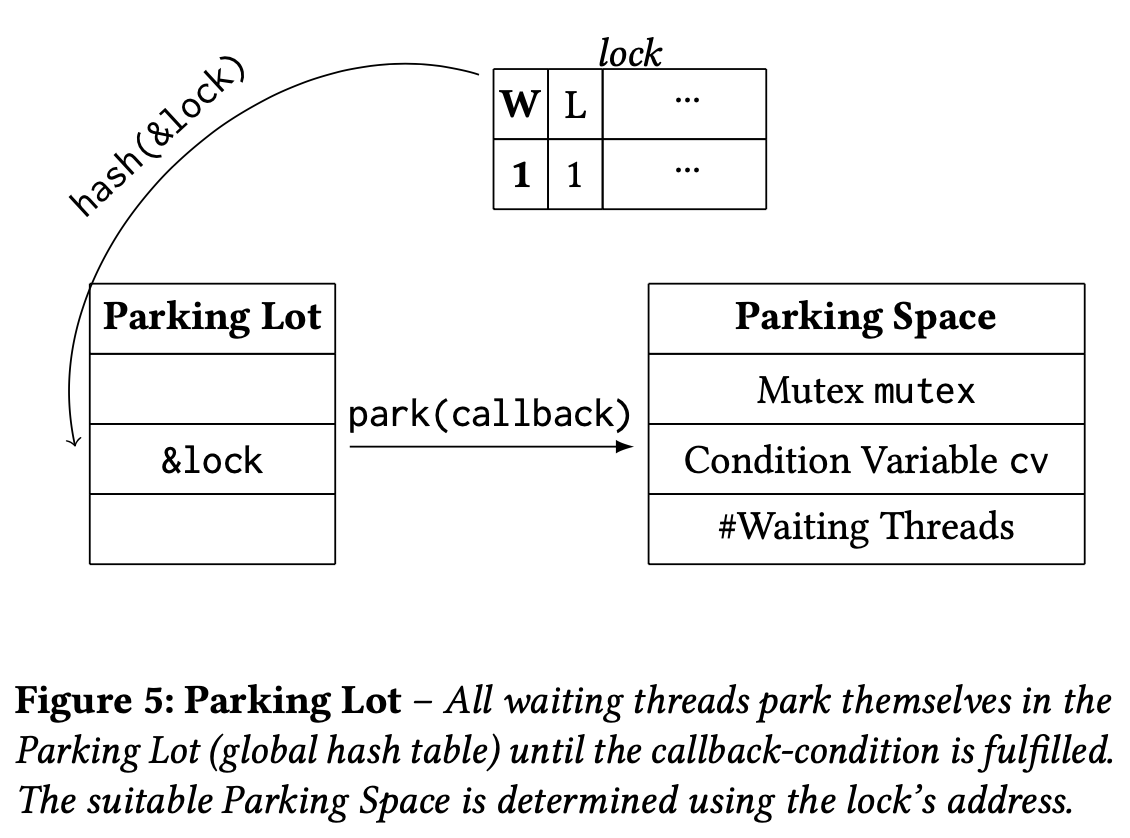 lock
W L ...
1 1 ...
hash(&lock)
Parking Lot
&lock
park(callback)
Parking Space
Mutex mutex
Condition Variable cv
#Waiting Threads
Figure 5: Parking Lot – All waiting threads park themselves in the
Parking Lot (global hash table) until the callback-condition is fulfilled.
The suitable Parking Space is determined using the lock’s address.